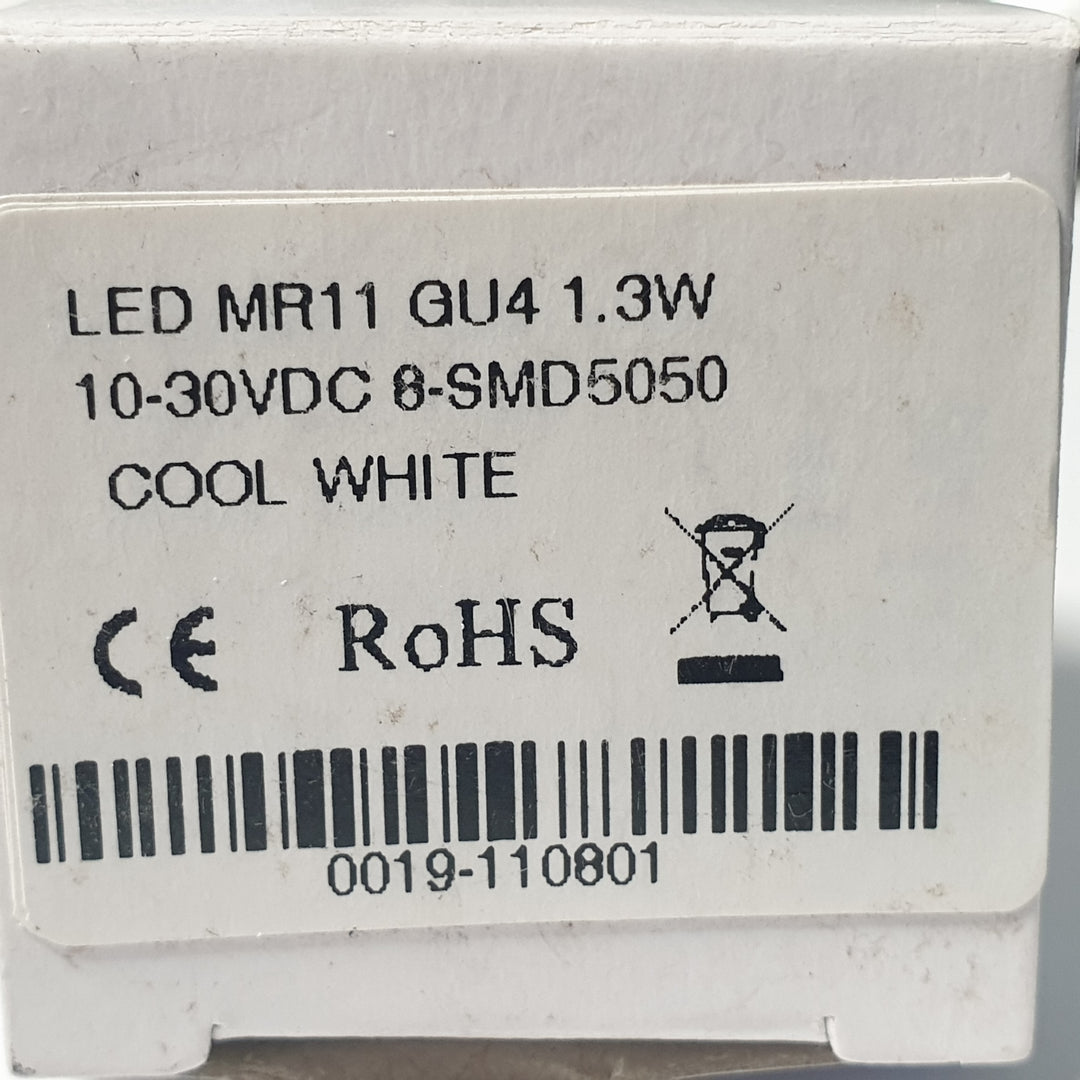 LED MR11 GU4 1.3W
10-30VDC 8-SMD5050
COOL WHITE
CE RoHS
0019-110801